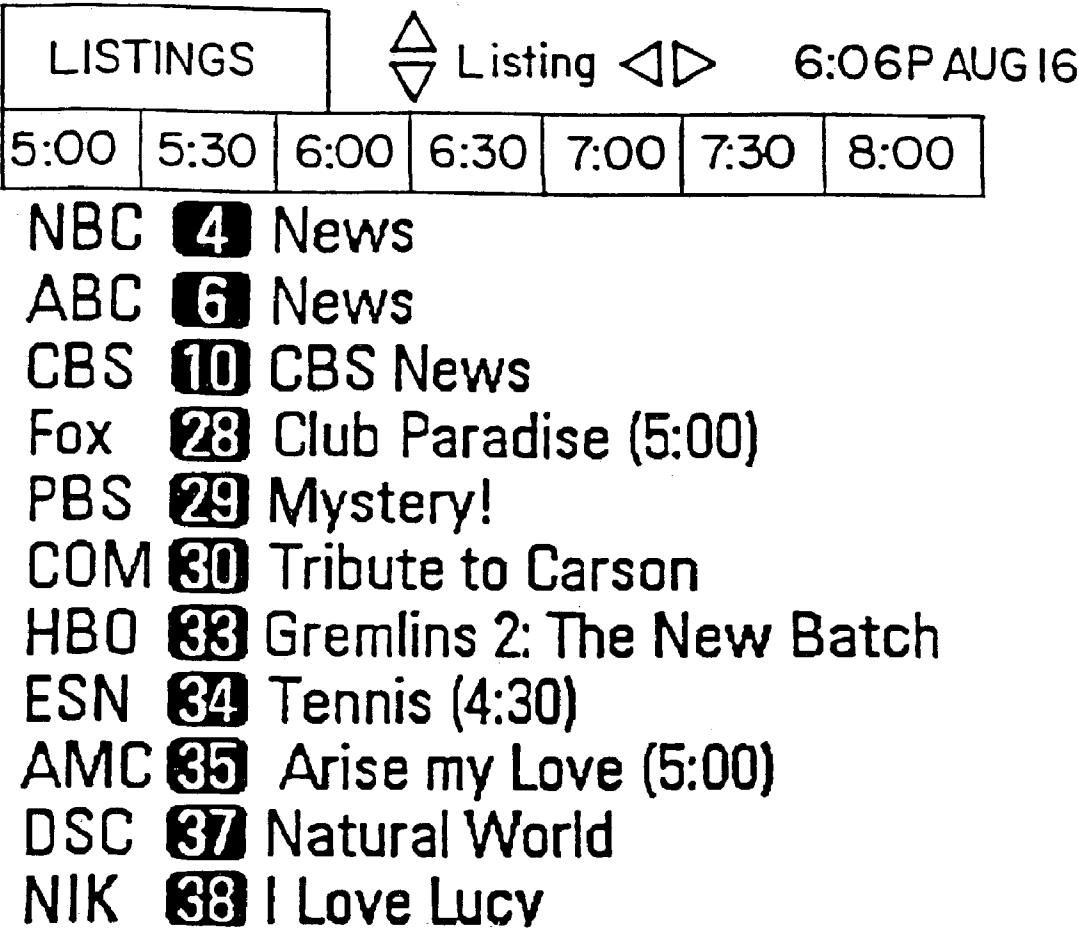 LISTINGS Listing 6:06P AUG 16
5:00 5:30 6:00 6:30 7:00 7:30 8:00
NBC 4 News
ABC 6 News
CBS 10 CBS News
Fox 28 Club Paradise (5:00)
PBS 29 Mystery!
COM 30 Tribute to Carson
HBO 33 Gremlins 2: The New Batch
ESN 34 Tennis (4:30)
AMC 35 Arise my Love (5:00)
DSC 37 Natural World
NIK 38 I Love Lucy